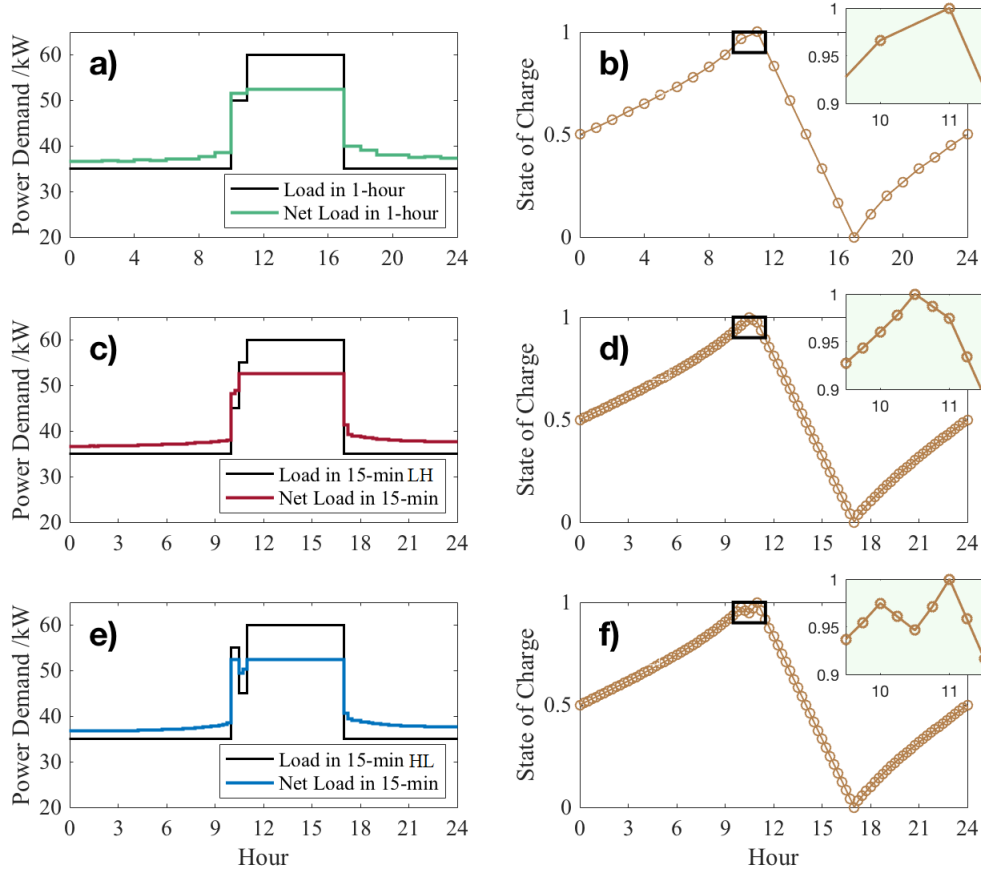 a)
Power Demand /kW
60
50
40
30
20
Load in 1-hour
Net Load in 1-hour
0 4 8 12 16 20 24
b)
State of Charge
1
0.5
0
0 4 8 12 16 20 24
1
0.95
0.9
10 11
c)
Power Demand /kW
60
50
40
30
20
Load in 15-min LH
Net Load in 15-min
0 3 6 9 12 15 18 21 24
d)
State of Charge
1
0.5
0
0 3 6 9 12 15 18 21 24
1
0.95
0.9
10 11
e)
Power Demand /kW
60
50
40
30
20
Load in 15-min HL
Net Load in 15-min
0 3 6 9 12 15 18 21 24
Hour
f)
State of Charge
1
0.5
0
0 3 6 9 12 15 18 21 24
Hour
1
0.95
0.9
10 11